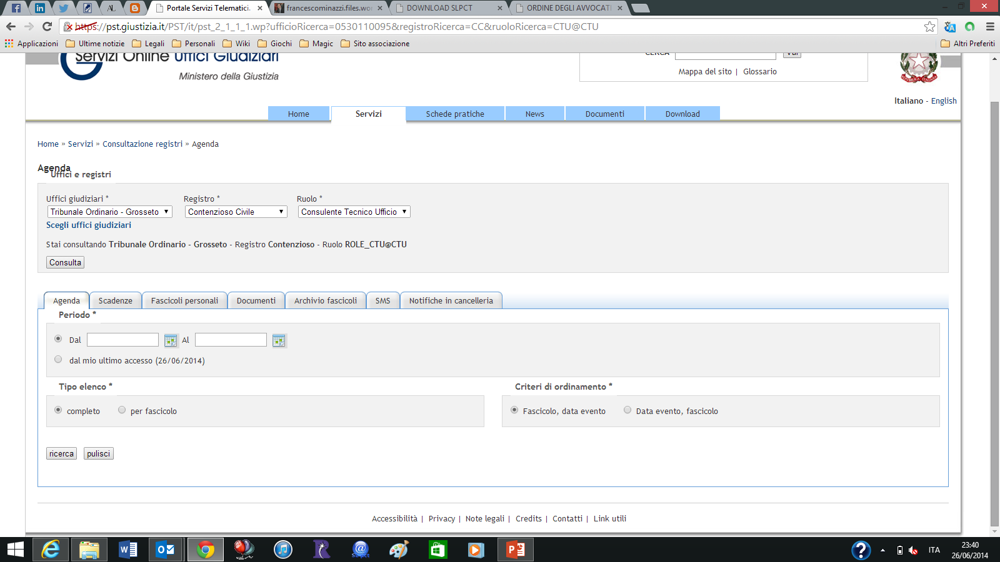 Portale Servizi Telematici. francescominazzi.files.wo DOWNLOAD SLPCT ORDINE DEGLI AVVOCAT
https://pst.giustizia.it/PST/it/pst_2_1_1_1.wp?ufficioRicerca=0530110095&registroRicerca=CC&ruoloRicerca=CTU@CTU
Applicazioni Ultime notizie Legali Personali Wiki Giochi Magic Sito associazione Altri Preferiti
Servizi Online Uffici Giudiziari
Ministero della Giustizia
CERCA Vai
Mappa del sito | Glossario
Italiano - English
Home Servizi Schede pratiche News Documenti Download
Home » Servizi » Consultazione registri » Agenda
Agenda
Uffici e registri
Uffici giudiziari * Registro * Ruolo *
Tribunale Ordinario - Grosseto Contenzioso Civile Consulente Tecnico Ufficio
Scegli uffici giudiziari
Stai consultando Tribunale Ordinario - Grosseto - Registro Contenzioso - Ruolo ROLE_CTU@CTU
Consulta
Agenda Scadenze Fascicoli personali Documenti Archivio fascicoli SMS Notifiche in cancelleria
Periodo *
Dal Al
dal mio ultimo accesso (26/06/2014)
Tipo elenco * Criteri di ordinamento *
completo per fascicolo Fascicolo, data evento Data evento, fascicolo
ricerca pulisci
Accessibilità | Privacy | Note legali | Credits | Contatti | Link utili
ITA 23:40
26/06/2014